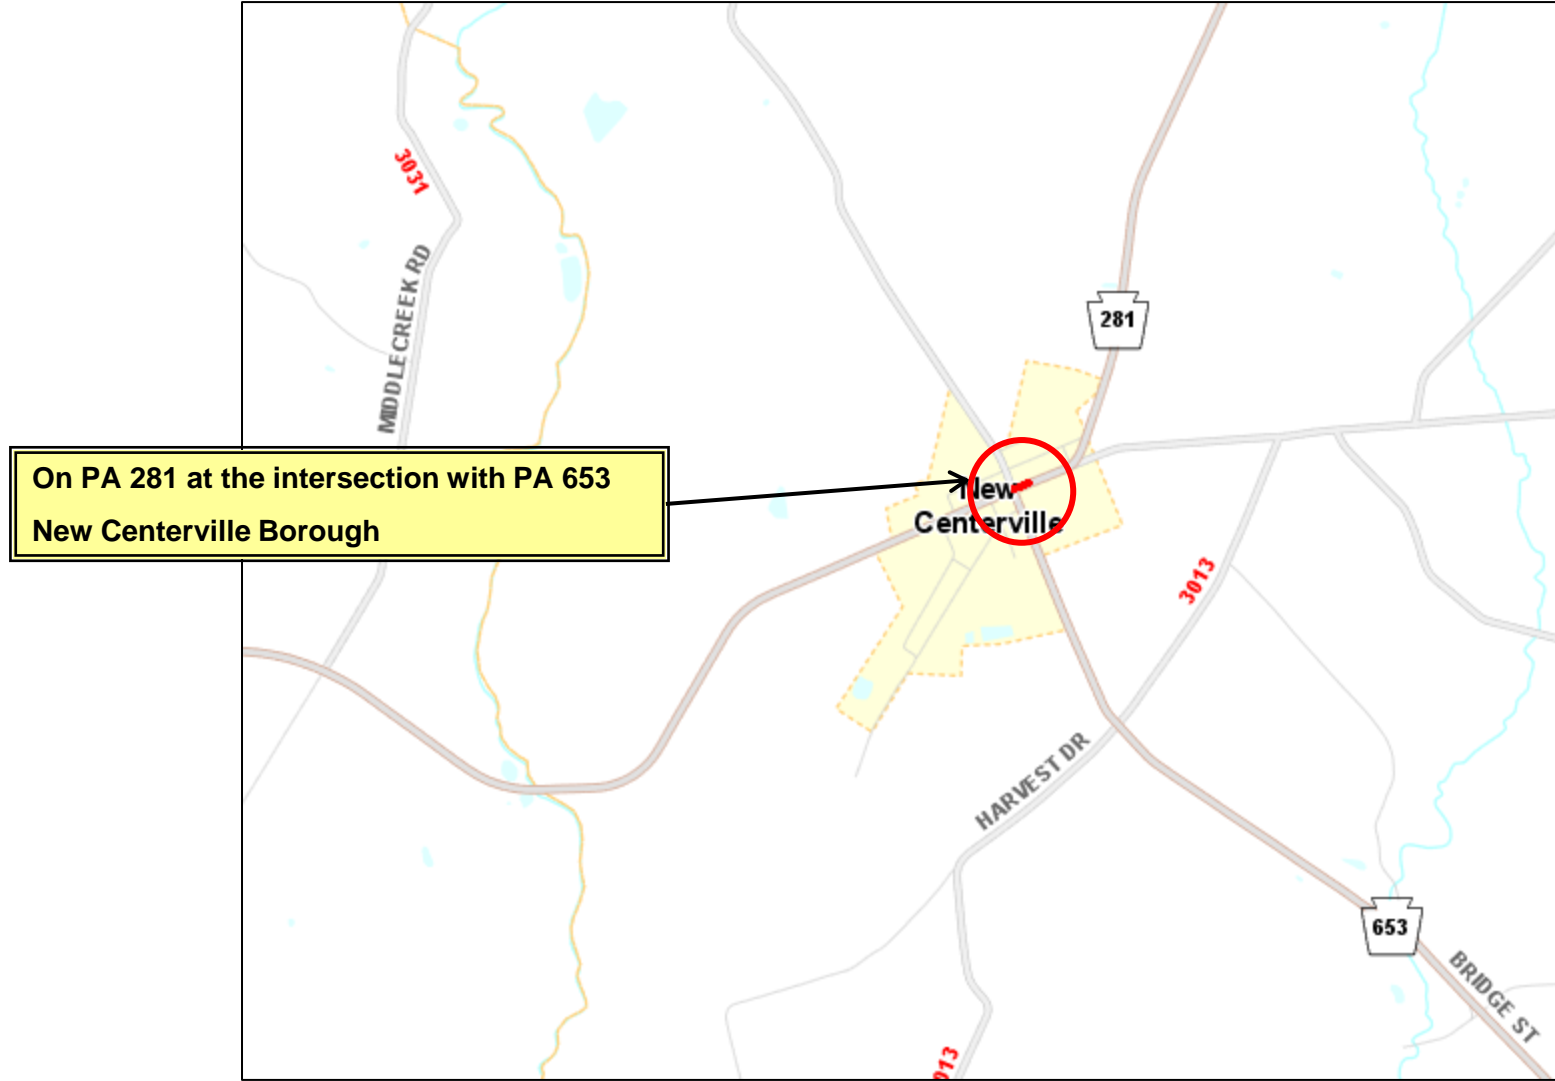 3031
MIDDLECREEK RD
281
On PA 281 at the intersection with PA 653
New Centerville Borough
New
Centerville
3013
HARVEST DR
653
BRIDGE ST
013